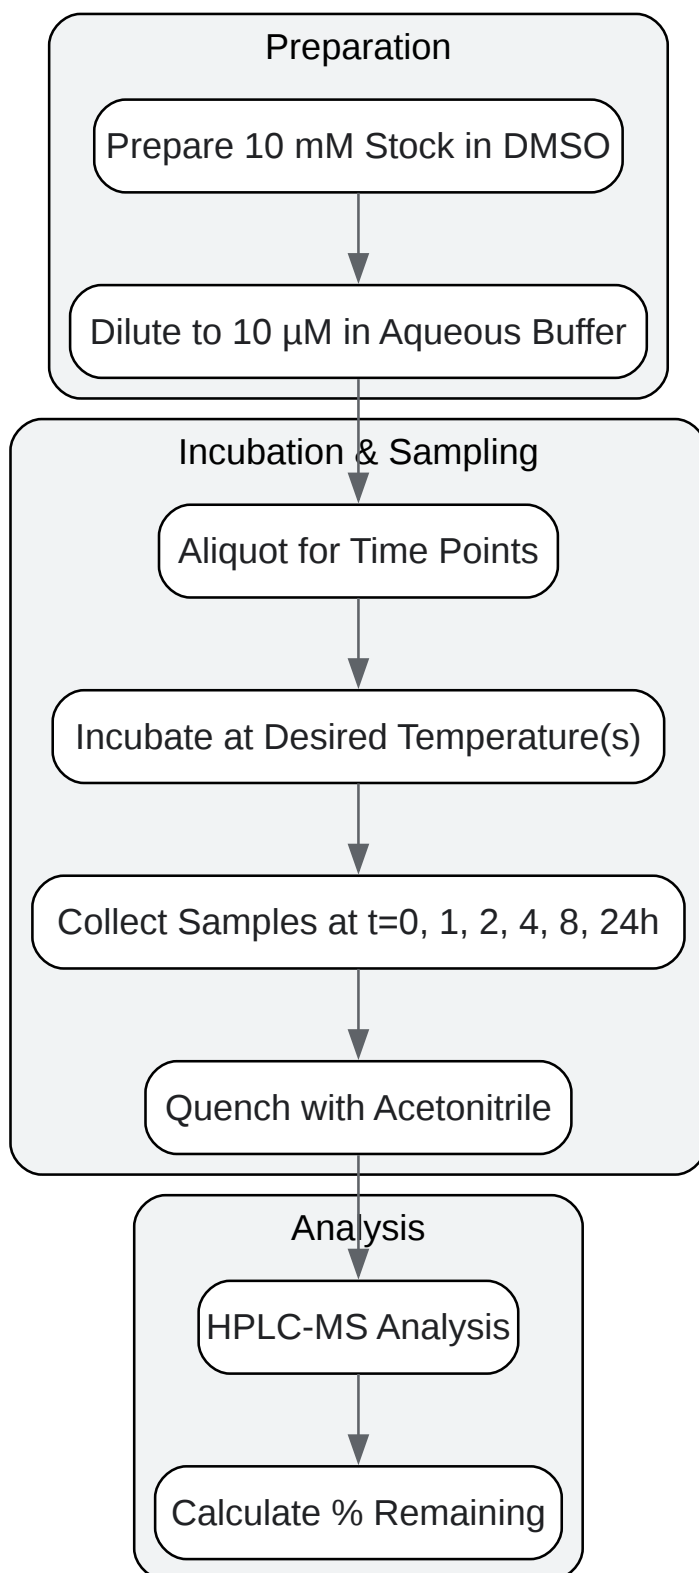 Preparation
Prepare 10 mM Stock in DMSO
Dilute to 10 µM in Aqueous Buffer
Incubation & Sampling
Aliquot for Time Points
Incubate at Desired Temperature(s)
Collect Samples at t=0, 1, 2, 4, 8, 24h
Quench with Acetonitrile
Analysis
HPLC-MS Analysis
Calculate % Remaining